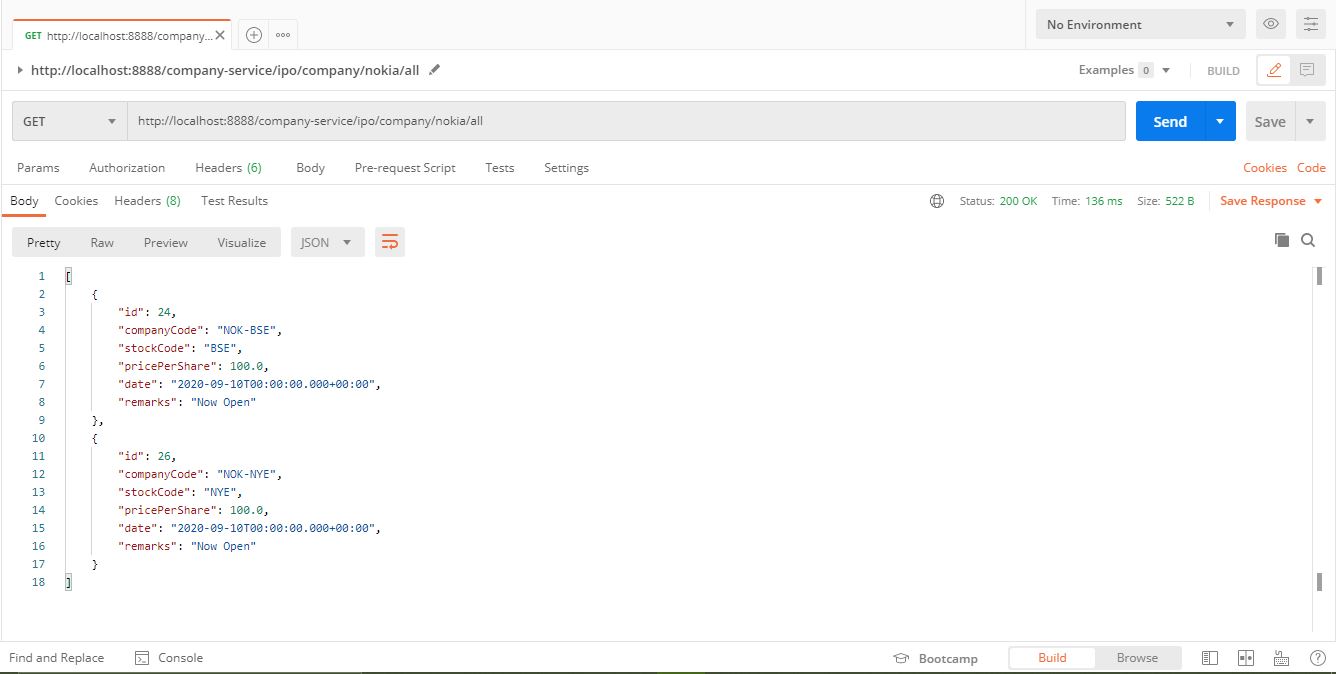 GET http://localhost:8888/company...
No Environment
http://localhost:8888/company-service/ipo/company/nokia/all
Examples 0
BUILD
GET
http://localhost:8888/company-service/ipo/company/nokia/all
Send
Save
Params Authorization Headers (6) Body Pre-request Script Tests Settings
Cookies Code
Body Cookies Headers (8) Test Results
Status: 200 OK Time: 136 ms Size: 522 B Save Response
Pretty Raw Preview Visualize JSON
1 [
2 {
3 "id": 24,
4 "companyCode": "NOK-BSE",
5 "stockCode": "BSE",
6 "pricePerShare": 100.0,
7 "date": "2020-09-10T00:00:00.000+00:00",
8 "remarks": "Now Open"
9 },
10 {
11 "id": 26,
12 "companyCode": "NOK-NYE",
13 "stockCode": "NYE",
14 "pricePerShare": 100.0,
15 "date": "2020-09-10T00:00:00.000+00:00",
16 "remarks": "Now Open"
17 }
18 ]
Find and Replace Console Bootcamp Build Browse